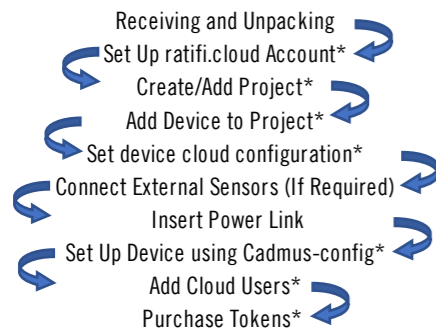 Receiving and Unpacking
Set Up ratifi.cloud Account*
Create/Add Project*
Add Device to Project*
Set device cloud configuration*
Connect External Sensors (If Required)
Insert Power Link
Set Up Device using Cadmus-config*
Add Cloud Users*
Purchase Tokens*